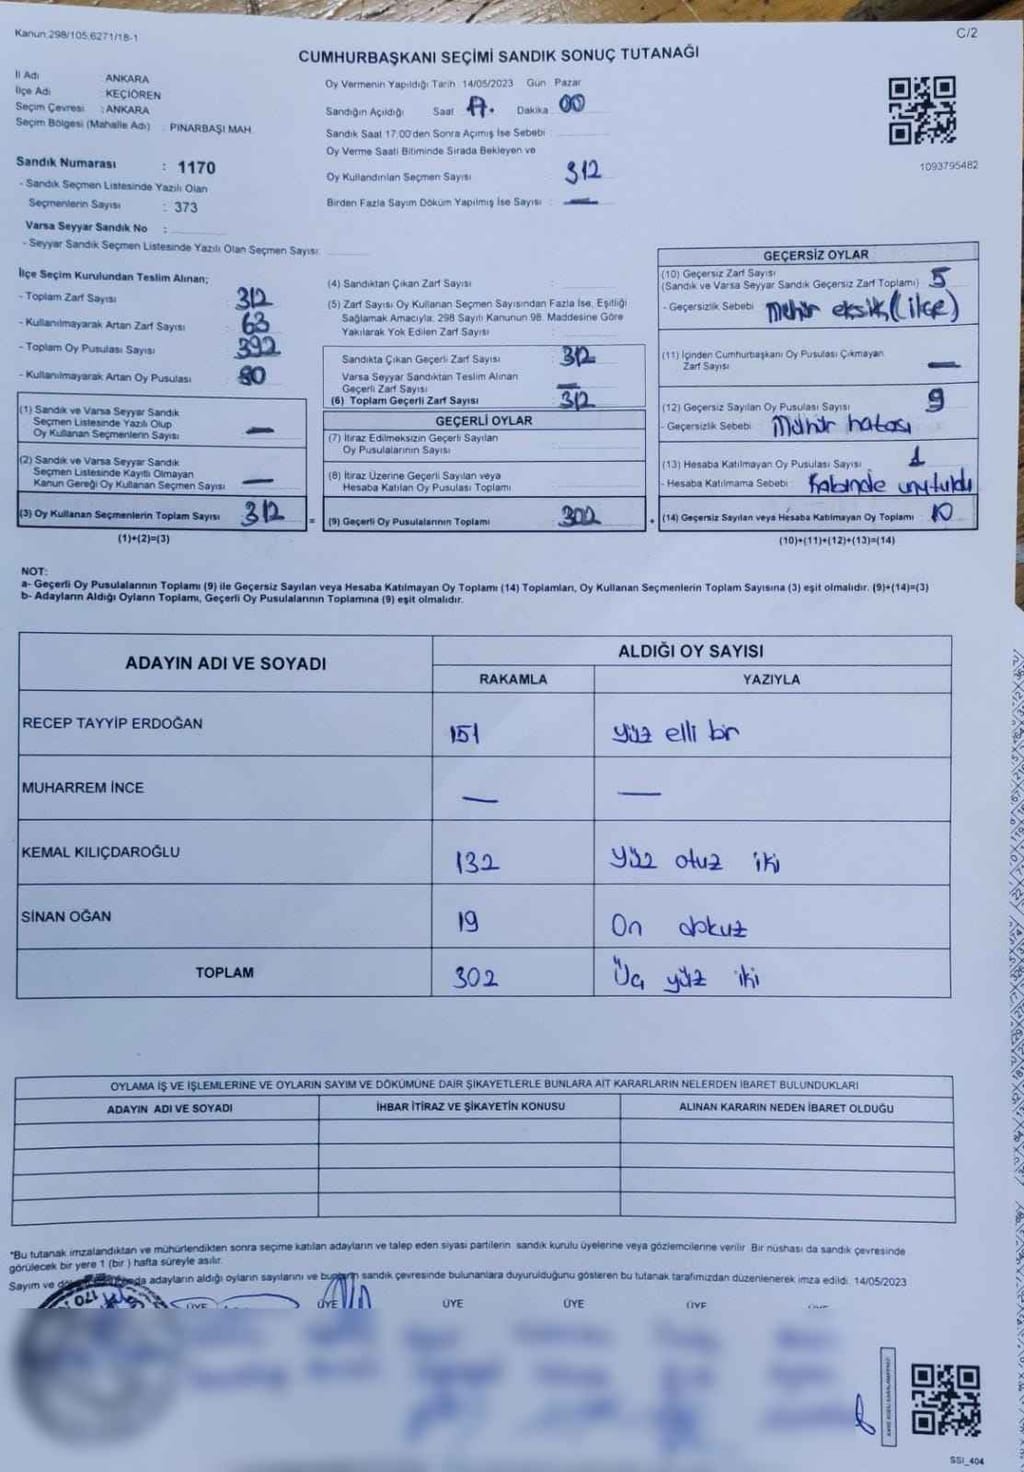 Kanun,298/105,6271/18-1
C/2
CUMHURBAŞKANI SEÇİMİ SANDIK SONUÇ TUTANAĞI
İl Adı : ANKARA
İlçe Adı : KEÇİÖREN
Seçim Çevresi : ANKARA
Seçim Bölgesi (Mahalle Adı) : PINARBAŞI MAH.
Sandık Numarası : 1170
- Sandık Seçmen Listesinde Yazılı Olan
Seçmenlerin Sayısı : 373
Varsa Seyyar Sandık No :
- Seyyar Sandık Seçmen Listesinde Yazılı Olan Seçmen Sayısı:
Oy Vermenin Yapıldığı Tarih 14/05/2023 Gün Pazar
Sandığın Açıldığı Saat 17. Dakika 00
Sandık Saat 17:00'den Sonra Açımış İse Sebebi
Oy Verme Saati Bitiminde Sırada Bekleyen ve
Oy Kullandırılan Seçmen Sayısı 312
Birden Fazla Sayım Döküm Yapılmış İse Sayısı : —
1093795482
İlçe Seçim Kurulundan Teslim Alınan;
- Toplam Zarf Sayısı 312
- Kullanılmayarak Artan Zarf Sayısı 63
- Toplam Oy Pusulası Sayısı 392
- Kullanılmayarak Artan Oy Pusulası 80
(1) Sandık ve Varsa Seyyar Sandık
Seçmen Listesinde Yazılı Olup
Oy Kullanan Seçmenlerin Sayısı —
(2) Sandık ve Varsa Seyyar Sandık
Seçmen Listesinde Kayıtlı Olmayan
Kanun Gereği Oy Kullanan Seçmen Sayısı —
(3) Oy Kullanan Seçmenlerin Toplam Sayısı 312
(1)+(2)=(3)
(4) Sandıktan Çıkan Zarf Sayısı :
(5) Zarf Sayısı Oy Kullanan Seçmen Sayısından Fazla İse, Eşitliği
Sağlamak Amacıyla; 298 Sayılı Kanunun 98. Maddesine Göre
Yakılarak Yok Edilen Zarf Sayısı :
Sandıkta Çıkan Geçerli Zarf Sayısı 312
Varsa Seyyar Sandıktan Teslim Alınan
Geçerli Zarf Sayısı —
(6) Toplam Geçerli Zarf Sayısı 312
GEÇERLİ OYLAR
(7) İtiraz Edilmeksizin Geçerli Sayılan
Oy Pusulalarının Sayısı
(8) İtiraz Üzerine Geçerli Sayılan veya
Hesaba Katılan Oy Pusulası Toplamı
= (9) Geçerli Oy Pusulalarının Toplamı 302 +
GEÇERSİZ OYLAR
(10) Geçersiz Zarf Sayısı
(Sandık ve Varsa Seyyar Sandık Geçersiz Zarf Toplamı) 5
- Geçersizlik Sebebi : Mühür eksik (ilçe)
(11) İçinden Cumhurbaşkanı Oy Pusulası Çıkmayan
Zarf Sayısı —
(12) Geçersiz Sayılan Oy Pusulası Sayısı 9
- Geçersizlik Sebebi : Mühür hatası
(13) Hesaba Katılmayan Oy Pusulası Sayısı 1
- Hesaba Katılmama Sebebi : Kabinde unutuldu
(14) Geçersiz Sayılan veya Hesaba Katılmayan Oy Toplamı 10
(10)+(11)+(12)+(13)=(14)
NOT:
a- Geçerli Oy Pusulalarının Toplamı (9) ile Geçersiz Sayılan veya Hesaba Katılmayan Oy Toplamı (14) Toplamları, Oy Kullanan Seçmenlerin Toplam Sayısına (3) eşit olmalıdır. (9)+(14)=(3)
b- Adayların Aldığı Oyların Toplamı, Geçerli Oy Pusulalarının Toplamına (9) eşit olmalıdır.
ADAYIN ADI VE SOYADI
ALDIĞI OY SAYISI
RAKAMLA YAZIYLA
RECEP TAYYİP ERDOĞAN 151 yüz elli bir
MUHARREM İNCE — —
KEMAL KILIÇDAROĞLU 132 yüz otuz iki
SİNAN OĞAN 19 On dokuz
TOPLAM 302 Üç yüz iki
OYLAMA İŞ VE İŞLEMLERİNE VE OYLARIN SAYIM VE DÖKÜMÜNE DAİR ŞİKAYETLERLE BUNLARA AİT KARARLARIN NELERDEN İBARET BULUNDUKLARI
ADAYIN ADI VE SOYADI İHBAR İTİRAZ VE ŞİKAYETİN KONUSU ALINAN KARARIN NEDEN İBARET OLDUĞU
*Bu tutanak imzalandıktan ve mühürlendikten sonra seçime katılan adayların ve talep eden siyasi partilerin sandık kurulu üyelerine veya gözlemcilerine verilir. Bir nüshası da sandık çevresinde
görülecek bir yere 1 (bir) hafta süreyle asılır.
Sayım ve adayların aldığı oyların sayılarını ve bunların sandık çevresinde bulunanlara duyurulduğunu gösteren bu tutanak tarafımızdan düzenlenerek imza edildi. 14/05/2023
ÜYE ÜYE ÜYE ÜYE ÜYE
SSI_404